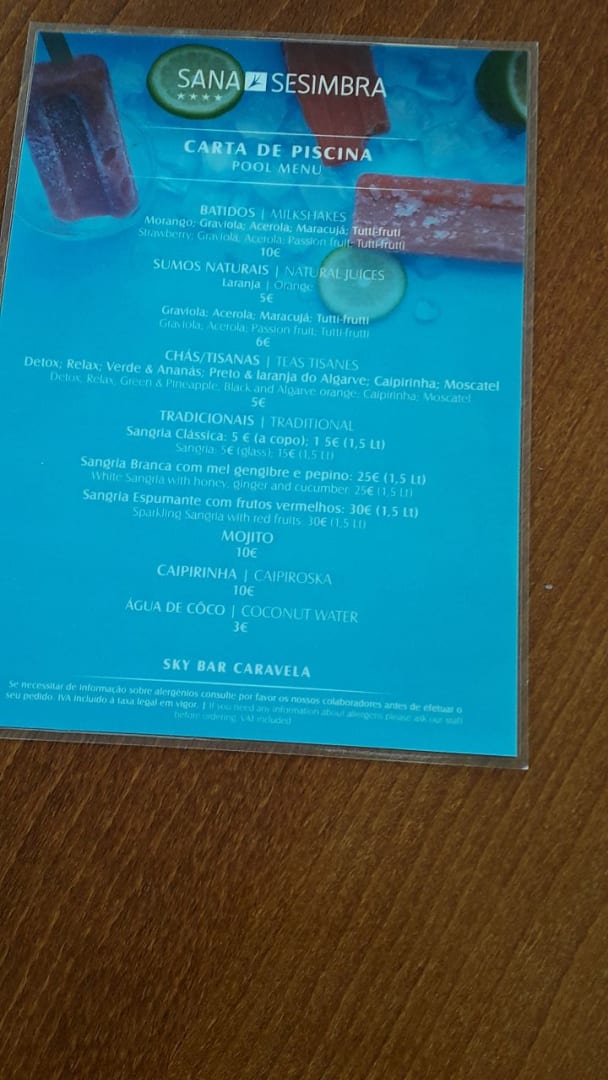 SANA SESIMBRA
CARTA DE PISCINA
POOL MENU
BATIDOS | MILKSHAKES
Morango; Graviola; Acerola; Maracujá; Tutti-fruti
Strawberry; Graviola; Acerola; Passion fruit; Tutti-frutti
10€
SUMOS NATURAIS | NATURAL JUÍCES
Laranja | Orange
5€
Graviola; Acerola; Maracujá; Tutti-frutti
Graviola; Acerola; Passion fruit; Tutti-frutti
6€
CHÁS/TISANAS | TEAS TISANES
Detox; Relax; Verde & Ananás; Preto & laranja do Algarve; Caipirinha; Moscatel
Detox, Relax, Green & Pineapple, Black and Algarve orange; Caipirinha; Moscatel
5€
TRADICIONAIS | TRADITIONAL
Sangria Clássica: 5 € (a copo); 1 5€ (1,5 Lt)
Sangria: 5€ (glass); 15€ (1,5 Lt)
Sangria Branca com mel gengibre e pepino: 25€ (1,5 Lt)
White Sangria with honey, ginger and cucumber: 25€ (1,5 Lt)
Sangria Espumante com frutos vermelhos: 30€ (1,5 Lt)
Sparkling Sangria with red fruits: 30€ (1,5 Lt)
MOJITO
10€
CAIPIRINHA | CAIPIROSKA
10€
ÁGUA DE CÔCO | COCONUT WATER
3€
SKY BAR CARAVELA
Se necessitar de informação sobre alergénios consulte por favor os nossos colaboradores antes de efetuar o
seu pedido. IVA incluído à taxa legal em vigor. | If you need any information about allergens please ask our staff
before ordering. VAT included